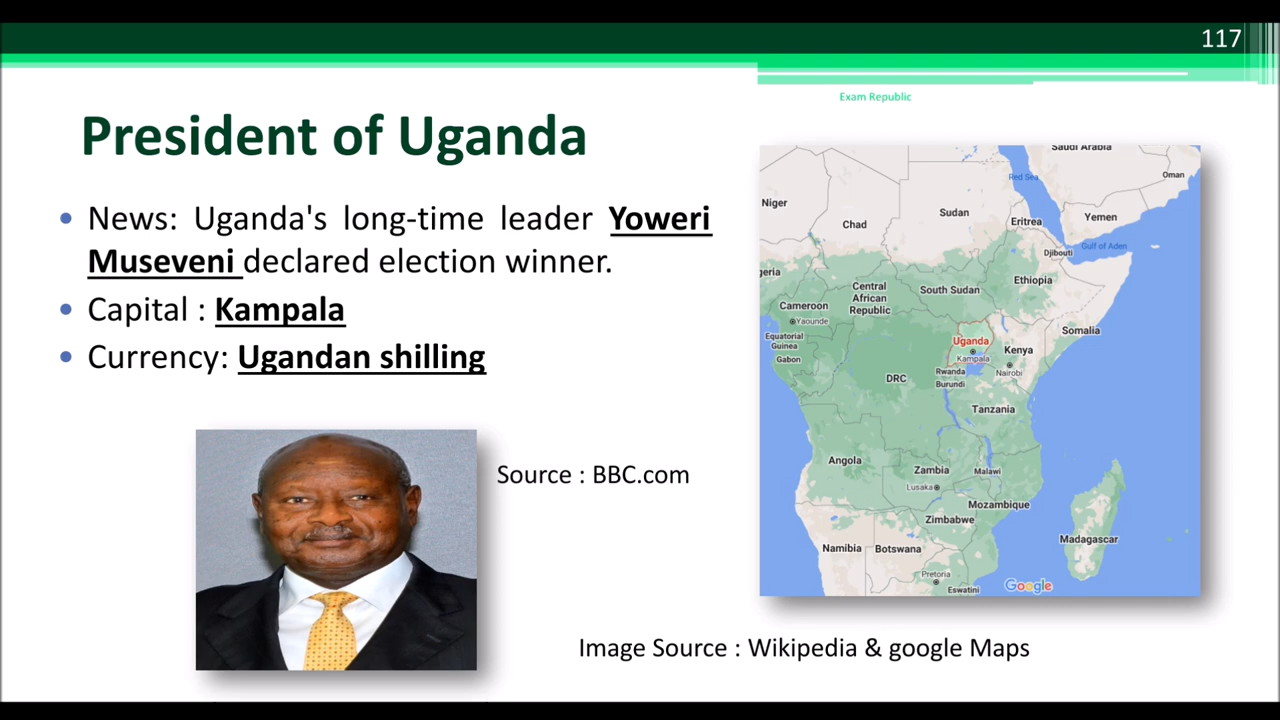 117
Exam Republic
President of Uganda
News: Uganda's long-time leader Yoweri
Museveni declared election winner.
Capital : Kampala
Currency: Ugandan shilling
Source : BBC.com
Image Source : Wikipedia & google Maps
Saudi Arabia
Red Sea
Oman
Niger
Chad
Sudan
Eritrea
Yemen
Gulf of Aden
Djibouti
geria
Central
African
Republic
South Sudan
Ethiopia
Cameroon
Yaounde
Equatorial
Guinea
Gabon
Uganda
Kampala
Kenya
Nairobi
Somalia
Rwanda
Burundi
DRC
Tanzania
Angola
Zambia
Lusaka
Malawi
Mozambique
Zimbabwe
Madagascar
Namibia
Botswana
Pretoria
Eswatini
Google